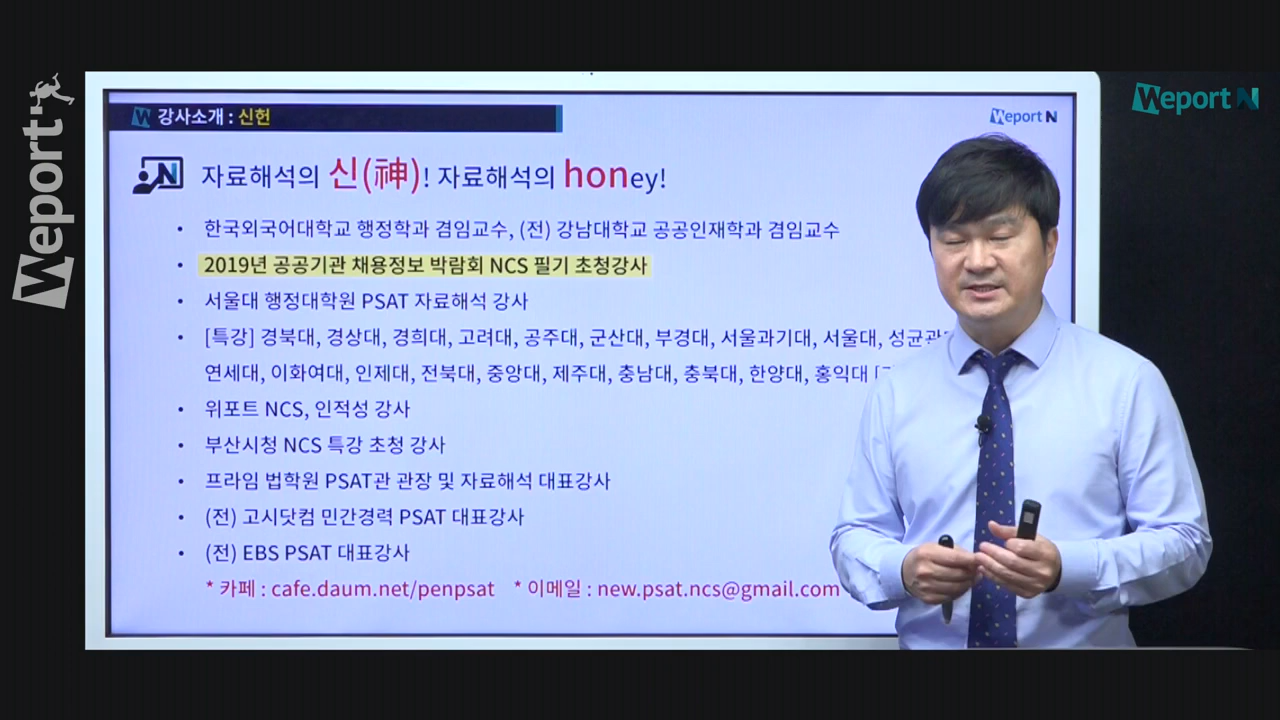 Weport
Weport N
강사소개 : 신헌
Weport N
N
자료해석의 신(神)! 자료해석의 honey!
• 한국외국어대학교 행정학과 겸임교수, (전) 강남대학교 공공인재학과 겸임교수
• 2019년 공공기관 채용정보 박람회 NCS 필기 초청강사
• 서울대 행정대학원 PSAT 자료해석 강사
• [특강] 경북대, 경상대, 경희대, 고려대, 공주대, 군산대, 부경대, 서울과기대, 서울대,
연세대, 이화여대, 인제대, 전북대, 중앙대, 제주대, 충남대, 충북대, 한양대, 홍익대
• 위포트 NCS, 인적성 강사
• 부산시청 NCS 특강 초청 강사
• 프라임 법학원 PSAT관 관장 및 자료해석 대표강사
• (전) 고시닷컴 민간경력 PSAT 대표강사
• (전) EBS PSAT 대표강사
* 카페 : cafe.daum.net/penpsat * 이메일 : new.psat.ncs@gmail.com